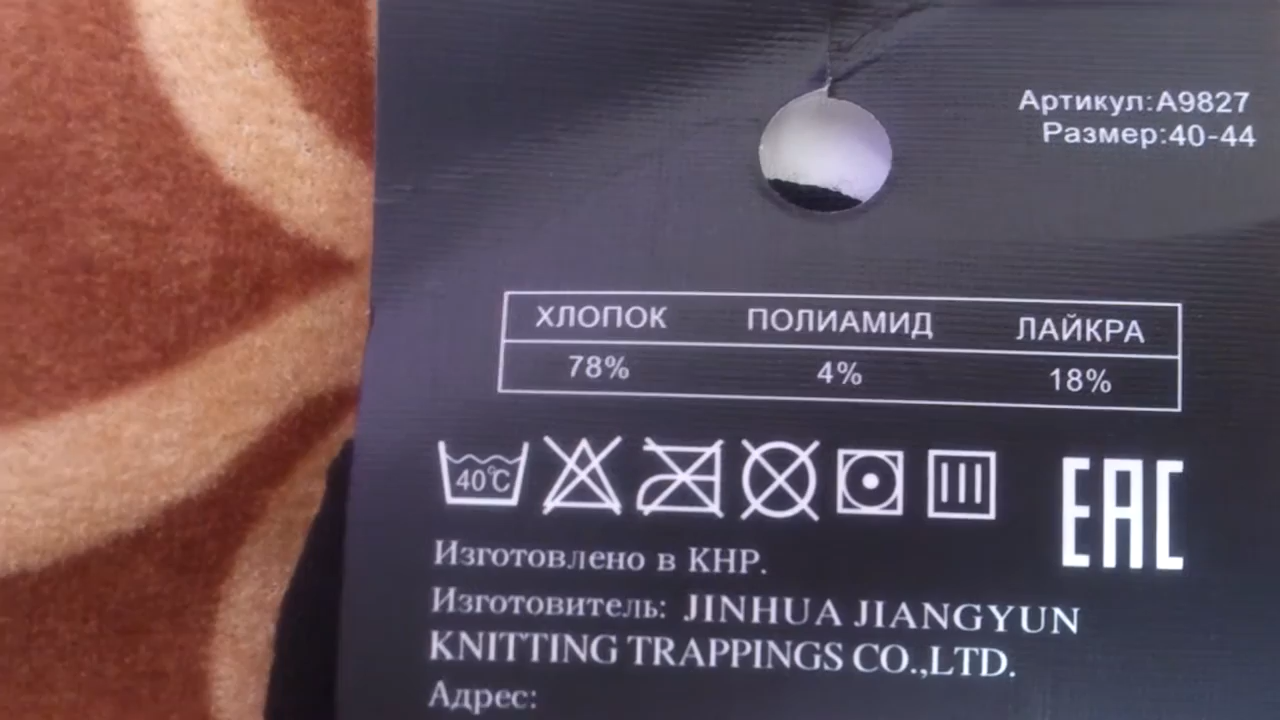 Артикул:A9827
Размер:40-44
ХЛОПОК ПОЛИАМИД ЛАЙКРА
78% 4% 18%
40°C
EAC
Изготовлено в КНР.
Изготовитель: JINHUA JIANGYUN
KNITTING TRAPPINGS CO.,LTD.
Адрес: